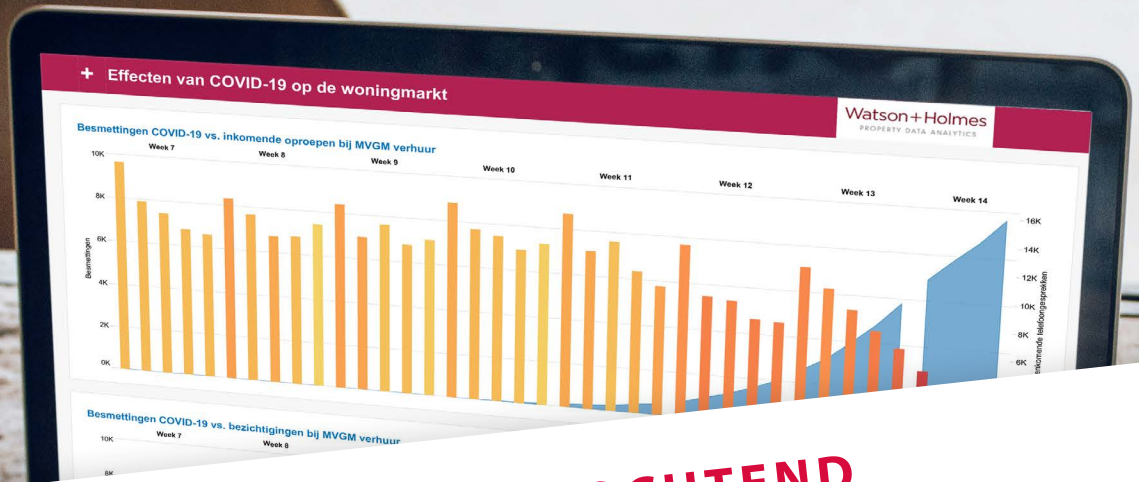 + Effecten van COVID-19 op de woningmarkt
Watson+Holmes
PROPERTY DATA ANALYTICS
Besmettingen COVID-19 vs. inkomende oproepen bij MVGM verhuur
Week 7
Week 8
Week 9
Week 10
Week 11
Week 12
Week 13
Week 14
10K
8K
6K
4K
2K
0K
Besmettingen
16K
14K
12K
10K
8K
6K
telefoongesprekken
Besmettingen COVID-19 vs. bezichtigingen bij MVGM verhuur
Week 7
Week 8
10K
8K
CHTEND